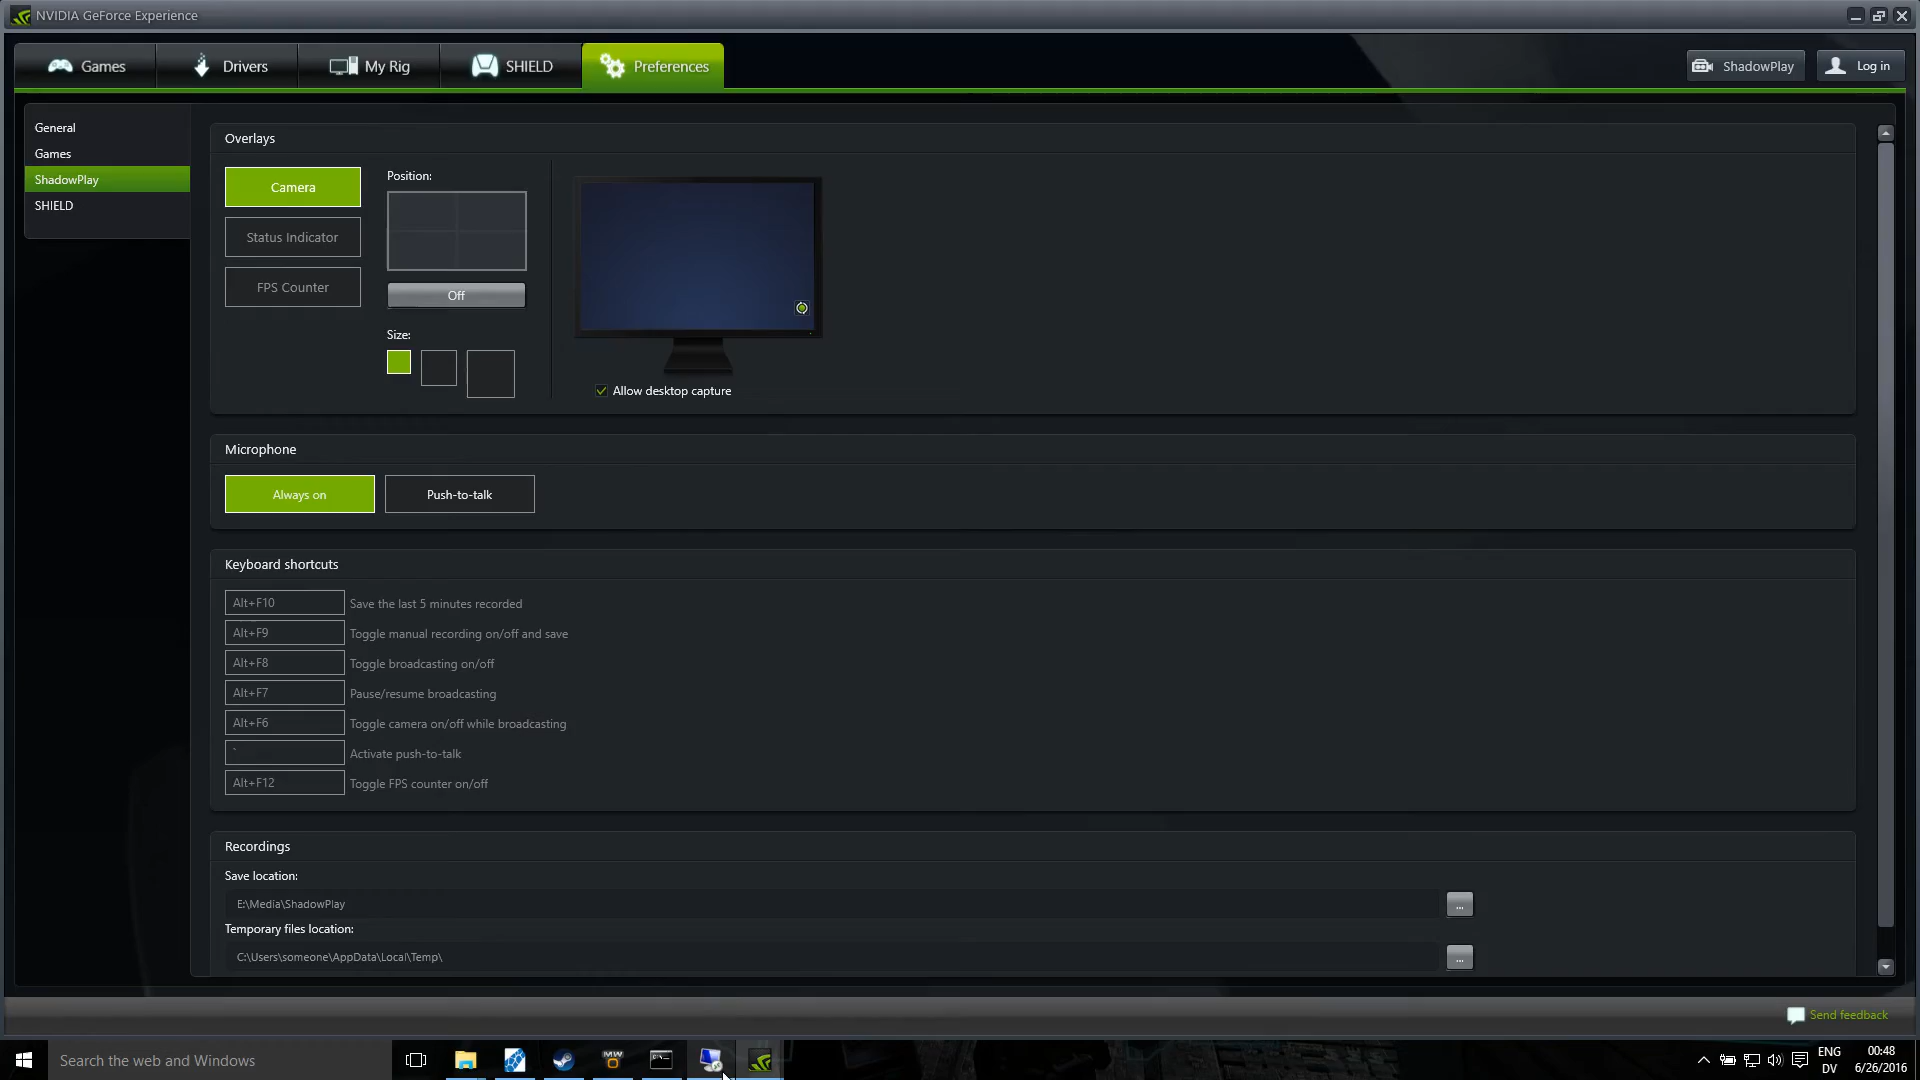 NVIDIA GeForce Experience
Games
Drivers
My Rig
SHIELD
Preferences
ShadowPlay
Log in
General
Games
ShadowPlay
SHIELD
Overlays
Camera
Status Indicator
FPS Counter
Position:
Off
Size:
Allow desktop capture
Microphone
Always on
Push-to-talk
Keyboard shortcuts
Alt+F10 Save the last 5 minutes recorded
Alt+F9 Toggle manual recording on/off and save
Alt+F8 Toggle broadcasting on/off
Alt+F7 Pause/resume broadcasting
Alt+F6 Toggle camera on/off while broadcasting
` Activate push-to-talk
Alt+F12 Toggle FPS counter on/off
Recordings
Save location:
E:\Media\ShadowPlay
...
Temporary files location:
C:\Users\someone\AppData\Local\Temp\
...
Send feedback
Search the web and Windows
MW
ENG
DV
00:48
6/26/2016